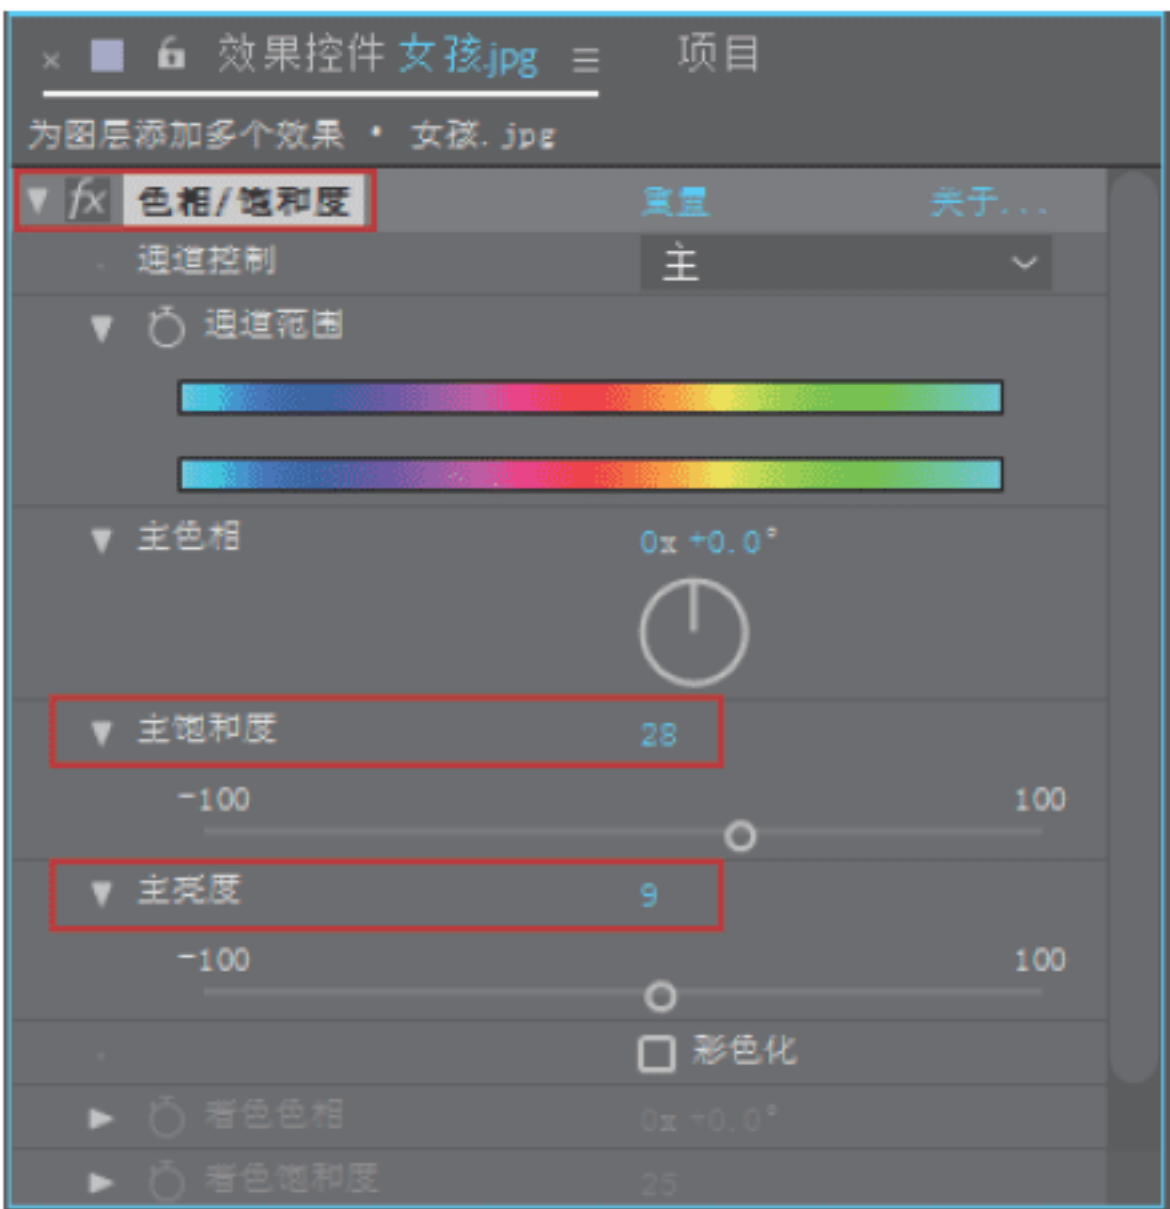 效果控件 女孩.jpg 项目
为图层添加多个效果 • 女孩.jpg
fx 色相/饱和度 重置 关于...
通道控制 主
通道范围
主色相 0x +0.0°
主饱和度 28
-100 100
主亮度 9
-100 100
彩色化
着色色相 0x +0.0°
着色饱和度 25